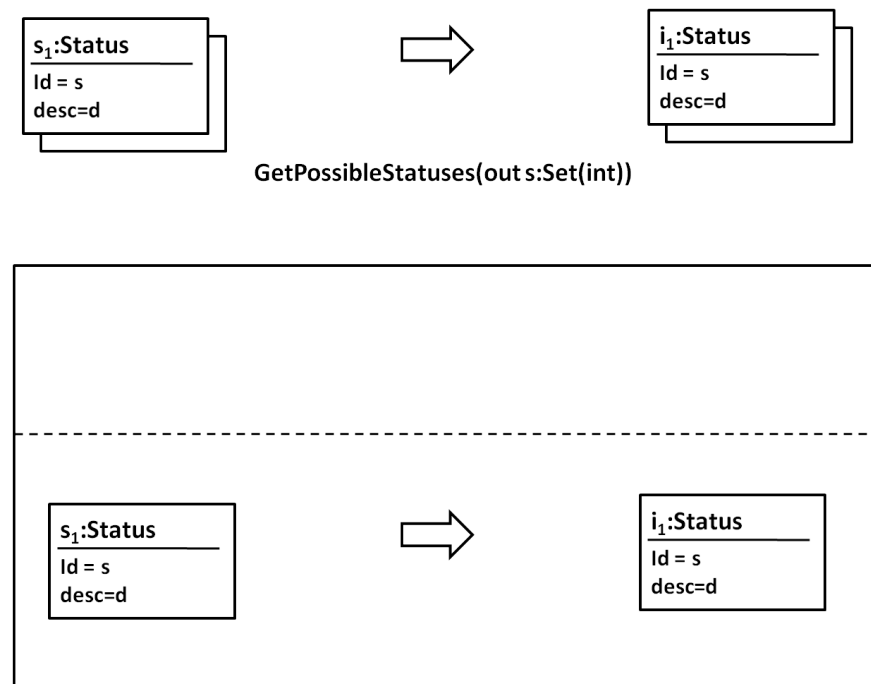 s₁:Status
Id = s
desc=d
i₁:Status
Id = s
desc=d
GetPossibleStatuses(out s:Set(int))
s₁:Status
Id = s
desc=d
i₁:Status
Id = s
desc=d